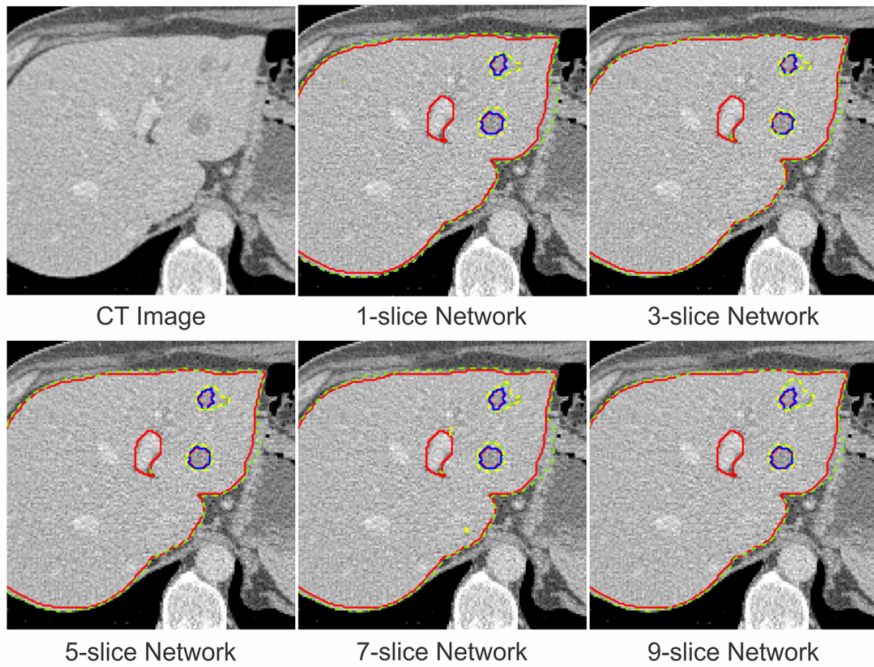 CT Image
1-slice Network
3-slice Network
5-slice Network
7-slice Network
9-slice Network